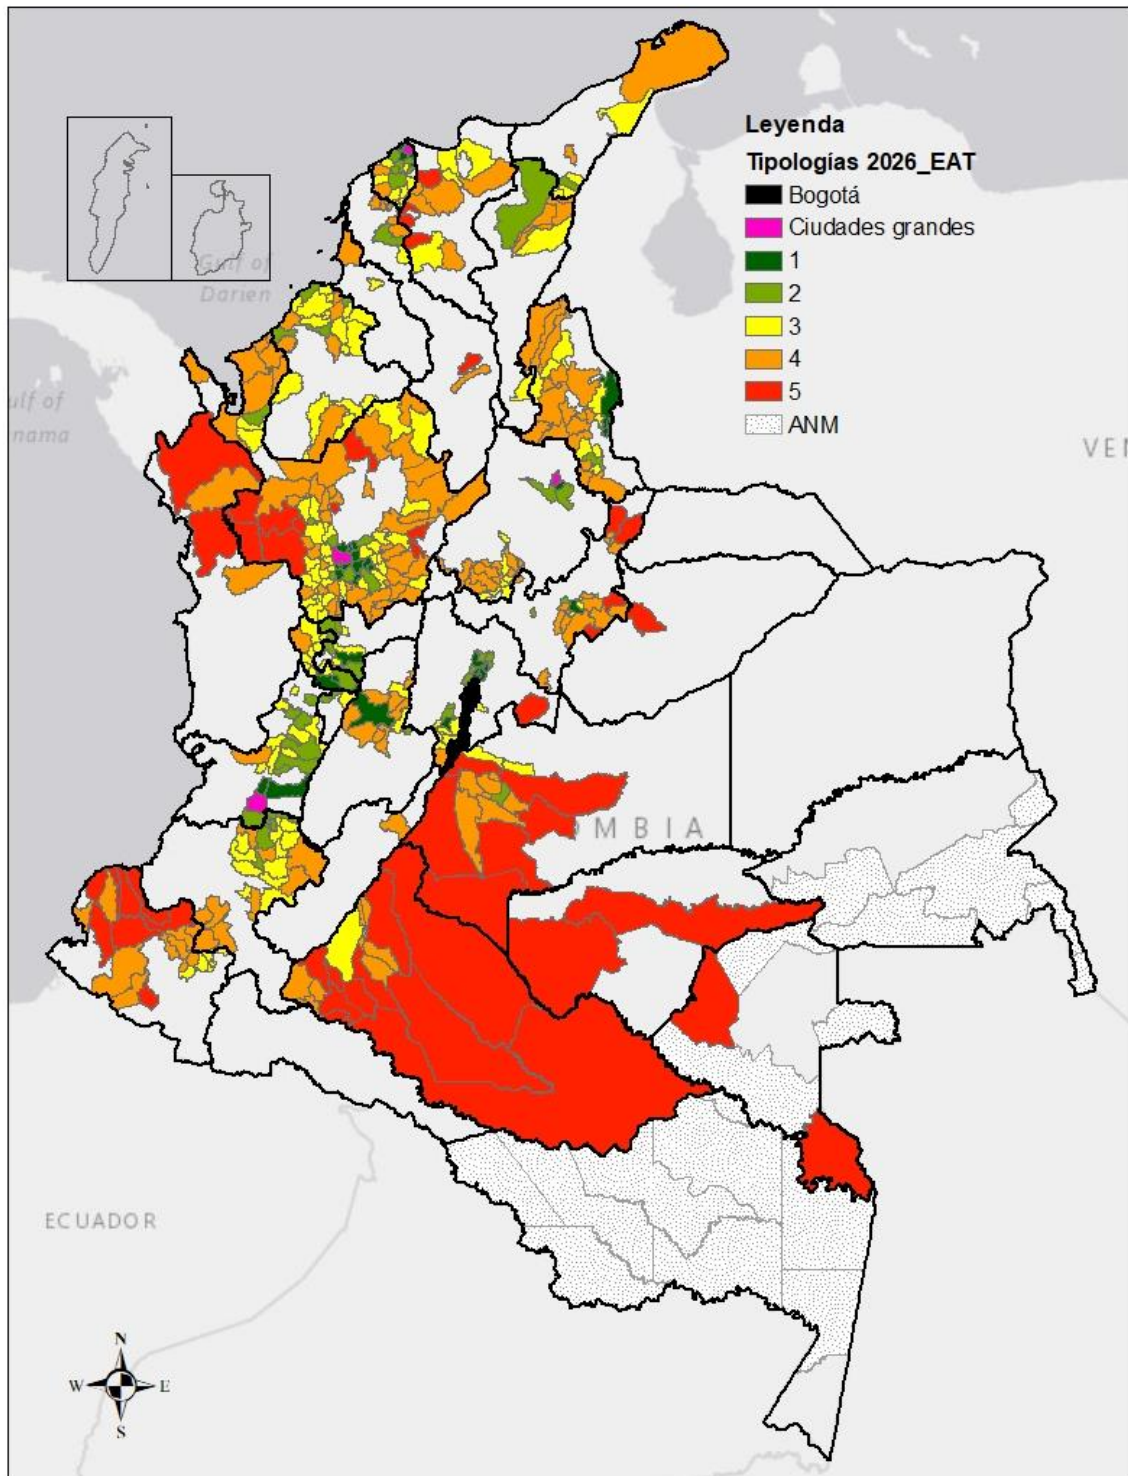 Leyenda
Tipologías 2026_EAT
Bogotá
Ciudades grandes
1
2
3
4
5
ANM
Gulf of
Darien
ulf of
nama
VEN
OMBIA
ECUADOR
N
W
E
S